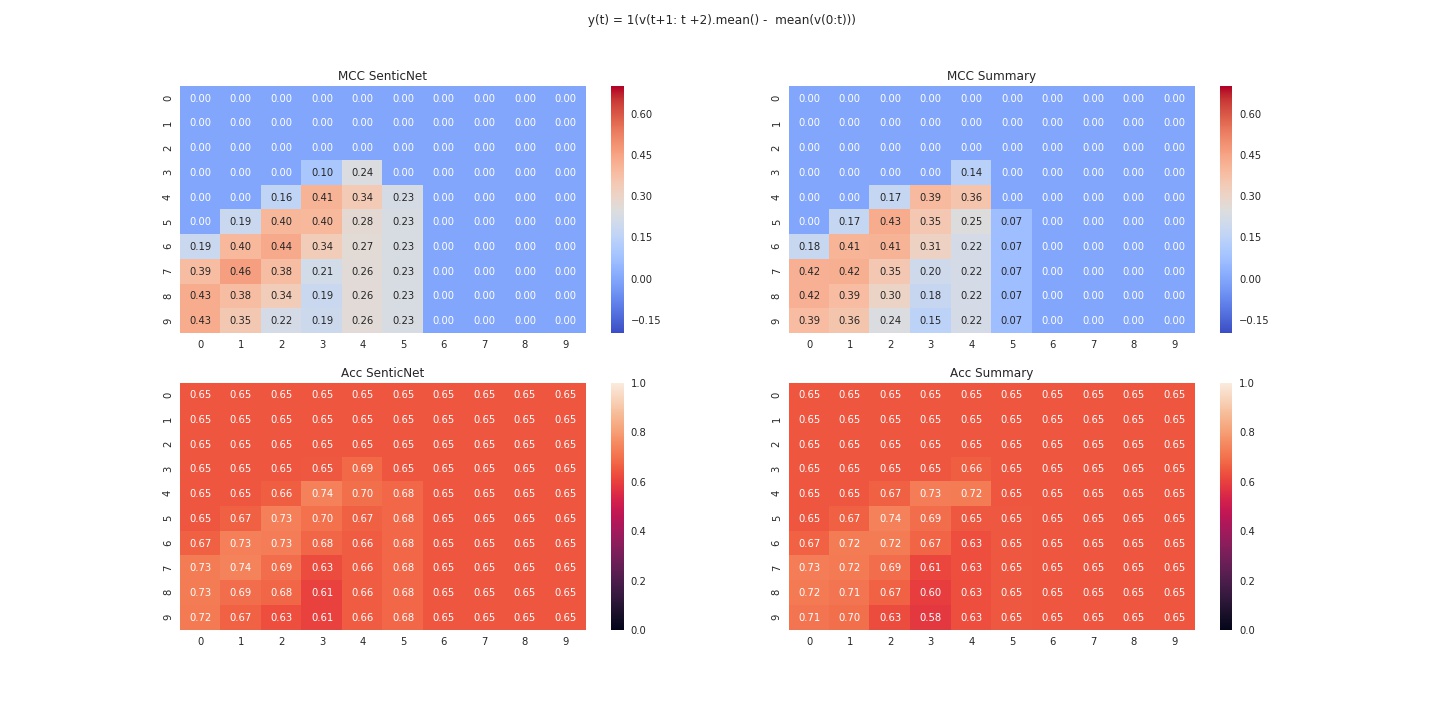 y(t) = 1(v(t+1: t +2).mean() -  mean(v(0:t)))
MCC SenticNet
0 0.00 0.00 0.00 0.00 0.00 0.00 0.00 0.00 0.00 0.00
1 0.00 0.00 0.00 0.00 0.00 0.00 0.00 0.00 0.00 0.00
2 0.00 0.00 0.00 0.00 0.00 0.00 0.00 0.00 0.00 0.00
3 0.00 0.00 0.00 0.10 0.24 0.00 0.00 0.00 0.00 0.00
4 0.00 0.00 0.16 0.41 0.34 0.23 0.00 0.00 0.00 0.00
5 0.00 0.19 0.40 0.40 0.28 0.23 0.00 0.00 0.00 0.00
6 0.19 0.40 0.44 0.34 0.27 0.23 0.00 0.00 0.00 0.00
7 0.39 0.46 0.38 0.21 0.26 0.23 0.00 0.00 0.00 0.00
8 0.43 0.38 0.34 0.19 0.26 0.23 0.00 0.00 0.00 0.00
9 0.43 0.35 0.22 0.19 0.26 0.23 0.00 0.00 0.00 0.00
0 1 2 3 4 5 6 7 8 9
0.60
0.45
0.30
0.15
0.00
−0.15
MCC Summary
0 0.00 0.00 0.00 0.00 0.00 0.00 0.00 0.00 0.00 0.00
1 0.00 0.00 0.00 0.00 0.00 0.00 0.00 0.00 0.00 0.00
2 0.00 0.00 0.00 0.00 0.00 0.00 0.00 0.00 0.00 0.00
3 0.00 0.00 0.00 0.00 0.14 0.00 0.00 0.00 0.00 0.00
4 0.00 0.00 0.17 0.39 0.36 0.00 0.00 0.00 0.00 0.00
5 0.00 0.17 0.43 0.35 0.25 0.07 0.00 0.00 0.00 0.00
6 0.18 0.41 0.41 0.31 0.22 0.07 0.00 0.00 0.00 0.00
7 0.42 0.42 0.35 0.20 0.22 0.07 0.00 0.00 0.00 0.00
8 0.42 0.39 0.30 0.18 0.22 0.07 0.00 0.00 0.00 0.00
9 0.39 0.36 0.24 0.15 0.22 0.07 0.00 0.00 0.00 0.00
0 1 2 3 4 5 6 7 8 9
0.60
0.45
0.30
0.15
0.00
−0.15
Acc SenticNet
0 0.65 0.65 0.65 0.65 0.65 0.65 0.65 0.65 0.65 0.65
1 0.65 0.65 0.65 0.65 0.65 0.65 0.65 0.65 0.65 0.65
2 0.65 0.65 0.65 0.65 0.65 0.65 0.65 0.65 0.65 0.65
3 0.65 0.65 0.65 0.65 0.69 0.65 0.65 0.65 0.65 0.65
4 0.65 0.65 0.66 0.74 0.70 0.68 0.65 0.65 0.65 0.65
5 0.65 0.67 0.73 0.70 0.67 0.68 0.65 0.65 0.65 0.65
6 0.67 0.73 0.73 0.68 0.66 0.68 0.65 0.65 0.65 0.65
7 0.73 0.74 0.69 0.63 0.66 0.68 0.65 0.65 0.65 0.65
8 0.73 0.69 0.68 0.61 0.66 0.68 0.65 0.65 0.65 0.65
9 0.72 0.67 0.63 0.61 0.66 0.68 0.65 0.65 0.65 0.65
0 1 2 3 4 5 6 7 8 9
1.0
0.8
0.6
0.4
0.2
0.0
Acc Summary
0 0.65 0.65 0.65 0.65 0.65 0.65 0.65 0.65 0.65 0.65
1 0.65 0.65 0.65 0.65 0.65 0.65 0.65 0.65 0.65 0.65
2 0.65 0.65 0.65 0.65 0.65 0.65 0.65 0.65 0.65 0.65
3 0.65 0.65 0.65 0.65 0.66 0.65 0.65 0.65 0.65 0.65
4 0.65 0.65 0.67 0.73 0.72 0.65 0.65 0.65 0.65 0.65
5 0.65 0.67 0.74 0.69 0.65 0.65 0.65 0.65 0.65 0.65
6 0.67 0.72 0.72 0.67 0.63 0.65 0.65 0.65 0.65 0.65
7 0.73 0.72 0.69 0.61 0.63 0.65 0.65 0.65 0.65 0.65
8 0.72 0.71 0.67 0.60 0.63 0.65 0.65 0.65 0.65 0.65
9 0.71 0.70 0.63 0.58 0.63 0.65 0.65 0.65 0.65 0.65
0 1 2 3 4 5 6 7 8 9
1.0
0.8
0.6
0.4
0.2
0.0